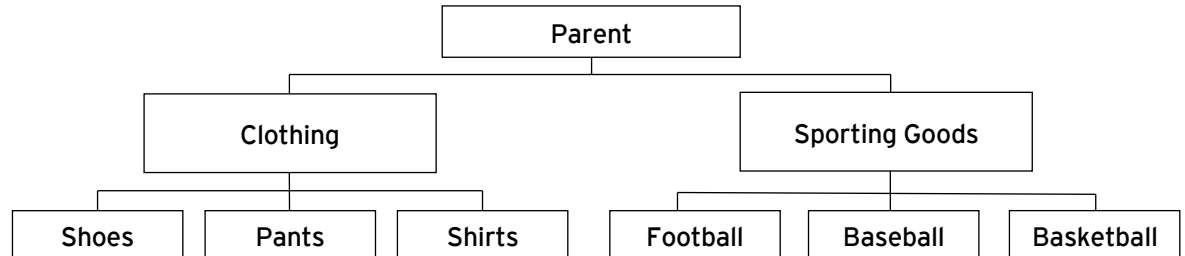 Parent
Clothing
Sporting Goods
Shoes
Pants
Shirts
Football
Baseball
Basketball